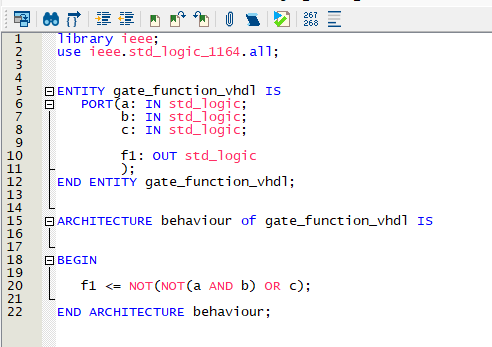 267
268
1 library ieee;
2 use ieee.std_logic_1164.all;
3
4
5 ENTITY gate_function_vhdl IS
6 PORT(a: IN std_logic;
7 b: IN std_logic;
8 c: IN std_logic;
9
10 f1: OUT std_logic
11 );
12 END ENTITY gate_function_vhdl;
13
14
15 ARCHITECTURE behaviour of gate_function_vhdl IS
16
17
18 BEGIN
19
20 f1 <= NOT(NOT(a AND b) OR c);
21
22 END ARCHITECTURE behaviour;